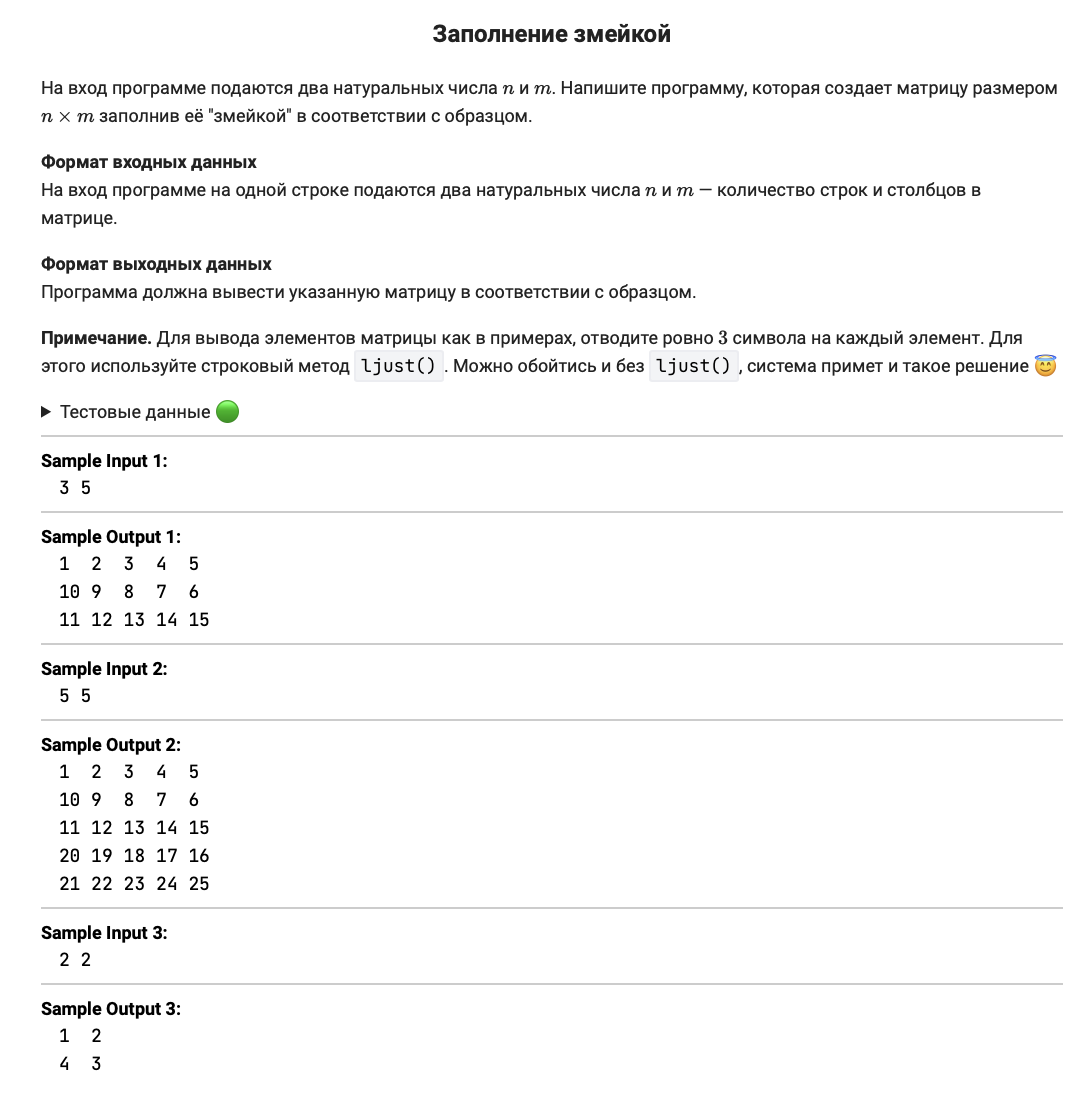 Заполнение змейкой
На вход программе подаются два натуральных числа n и m. Напишите программу, которая создает матрицу размером
n × m заполнив её "змейкой" в соответствии с образцом.
Формат входных данных
На вход программе на одной строке подаются два натуральных числа n и m — количество строк и столбцов в
матрице.
Формат выходных данных
Программа должна вывести указанную матрицу в соответствии с образцом.
Примечание. Для вывода элементов матрицы как в примерах, отводите ровно 3 символа на каждый элемент. Для
этого используйте строковый метод ljust() . Можно обойтись и без ljust() , система примет и такое решение 😇
▶ Тестовые данные 🟢
Sample Input 1:
3 5
Sample Output 1:
1  2  3  4  5
10 9  8  7  6
11 12 13 14 15
Sample Input 2:
5 5
Sample Output 2:
1  2  3  4  5
10 9  8  7  6
11 12 13 14 15
20 19 18 17 16
21 22 23 24 25
Sample Input 3:
2 2
Sample Output 3:
1  2
4  3